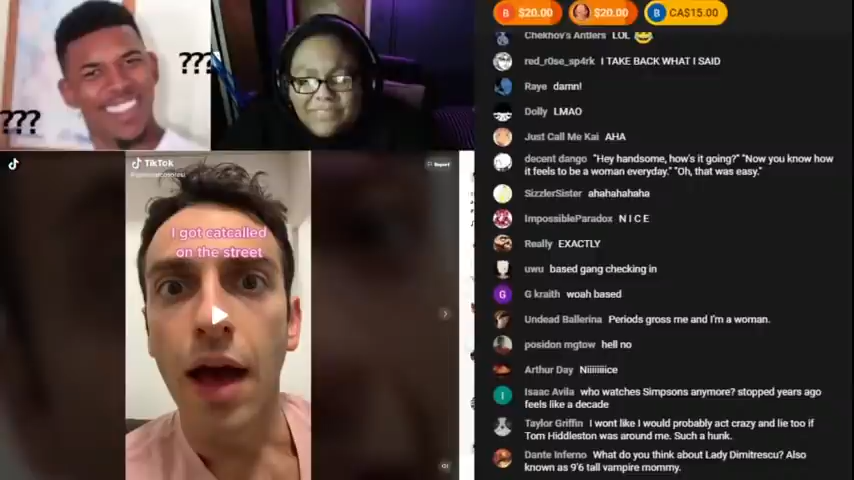 ???
???
TikTok
Report
I got catcalled
on the street
B $20.00
$20.00
B CA$15.00
Chekhov's Antlers LOL
red_r0se_sp4rk I TAKE BACK WHAT I SAID
Raye damn!
Dolly LMAO
Just Call Me Kai AHA
decent dango "Hey handsome, how's it going?" "Now you know how
it feels to be a woman everyday." "Oh, that was easy."
SizzlerSister ahahahahaha
ImpossibleParadox N I C E
Really EXACTLY
uwu based gang checking in
G G kraith woah based
Undead Ballerina Periods gross me and I'm a woman.
posidon mgtow hell no
Arthur Day Niiiiiiiice
I Isaac Avila who watches Simpsons anymore? stopped years ago
feels like a decade
Taylor Griffin I wont like I would probably act crazy and lie too if
Tom Hiddleston was around me. Such a hunk.
Dante Inferno What do you think about Lady Dimitrescu? Also
known as 9'6 tall vampire mommy.